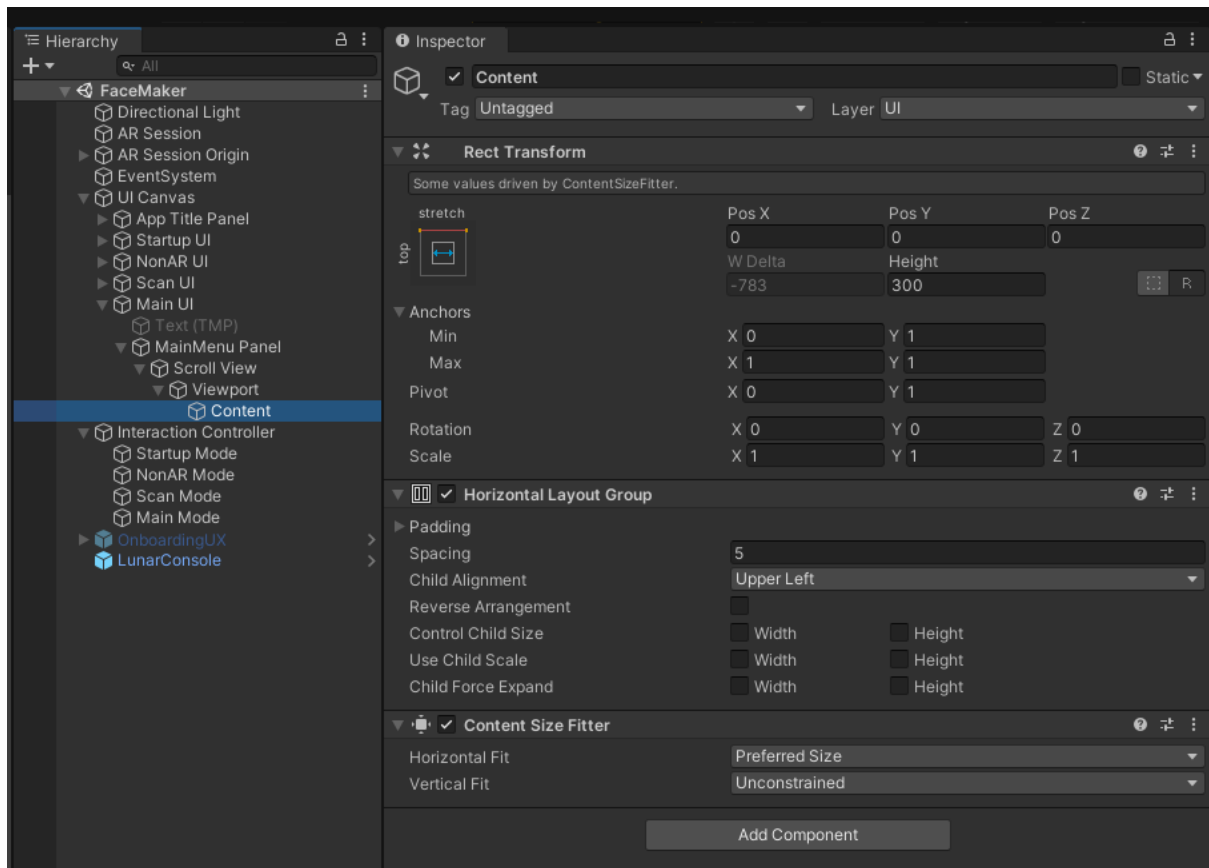 Hierarchy
All
FaceMaker
Directional Light
AR Session
AR Session Origin
EventSystem
UI Canvas
App Title Panel
Startup UI
NonAR UI
Scan UI
Main UI
Text (TMP)
MainMenu Panel
Scroll View
Viewport
Content
Interaction Controller
Startup Mode
NonAR Mode
Scan Mode
Main Mode
OnboardingUX
LunarConsole
Inspector
Content Static
Tag Untagged Layer UI
Rect Transform
Some values driven by ContentSizeFitter.
stretch Pos X Pos Y Pos Z
top 0 0 0
W Delta Height
-783 300 R
Anchors
Min X 0 Y 1
Max X 1 Y 1
Pivot X 0 Y 1
Rotation X 0 Y 0 Z 0
Scale X 1 Y 1 Z 1
Horizontal Layout Group
Padding
Spacing 5
Child Alignment Upper Left
Reverse Arrangement
Control Child Size Width Height
Use Child Scale Width Height
Child Force Expand Width Height
Content Size Fitter
Horizontal Fit Preferred Size
Vertical Fit Unconstrained
Add Component